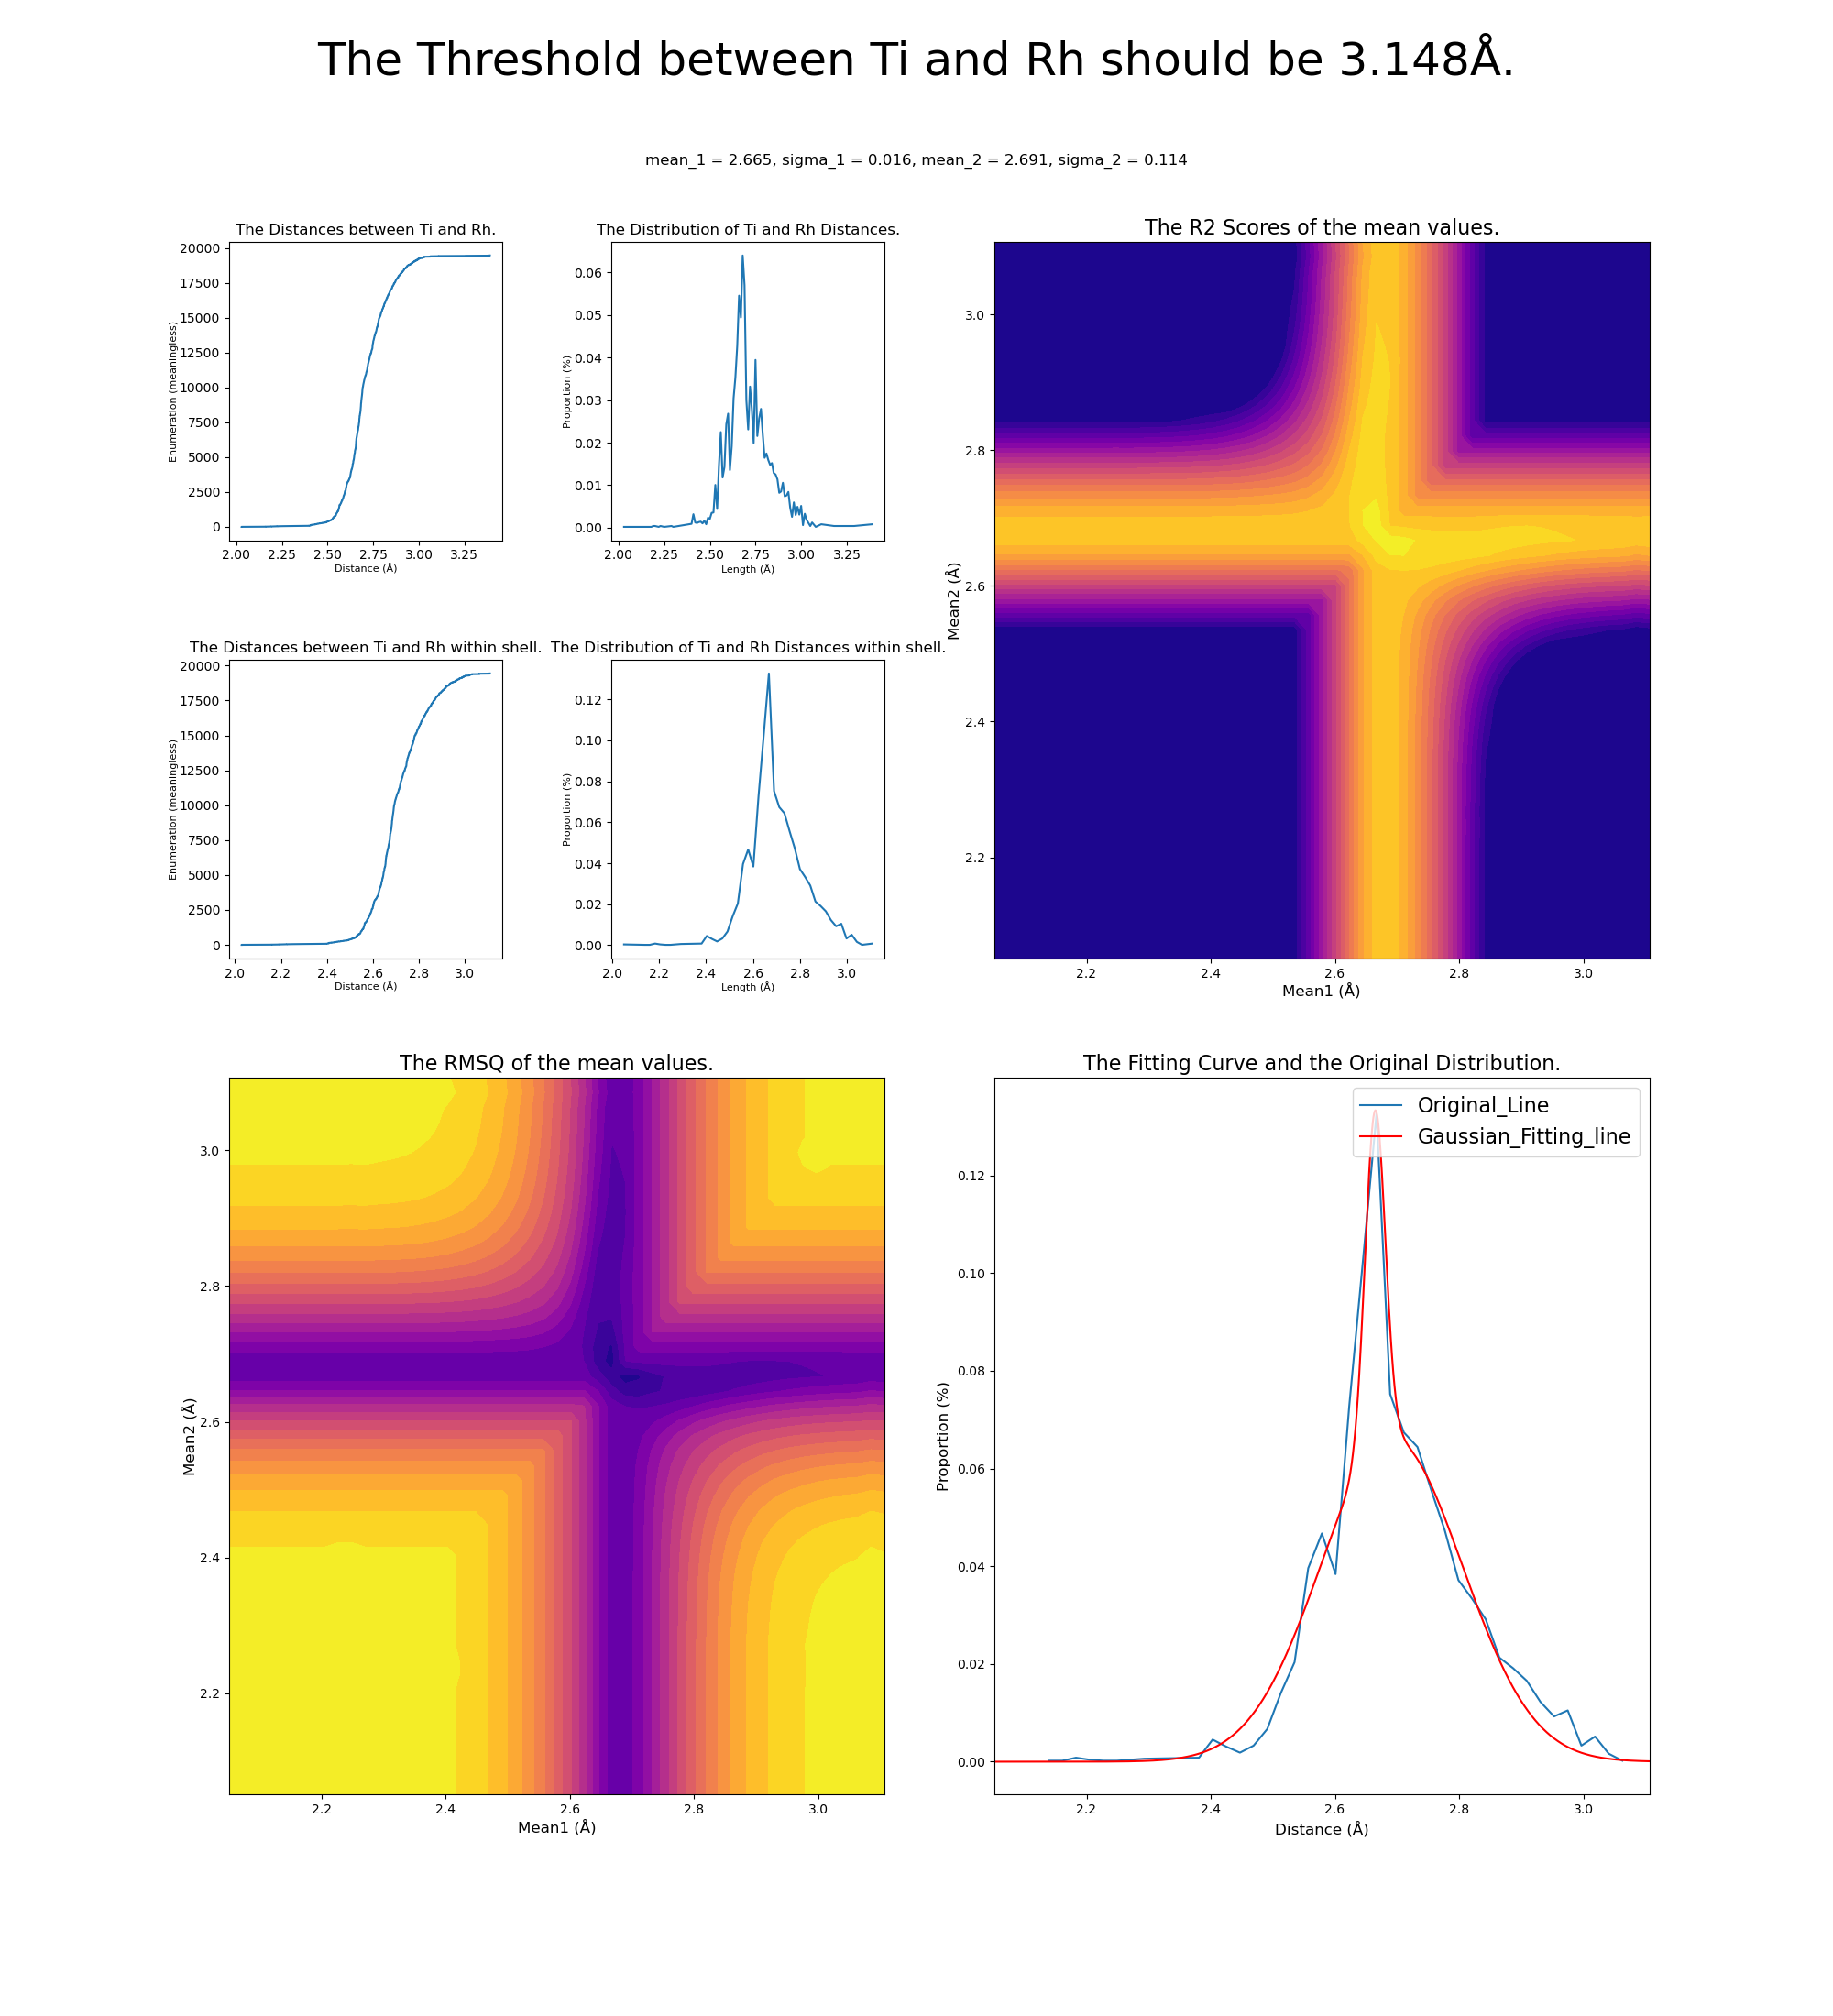 The Threshold between Ti and Rh should be 3.148Å.
mean_1 = 2.665, sigma_1 = 0.016, mean_2 = 2.691, sigma_2 = 0.114
The Distances between Ti and Rh.
20000
17500
15000
12500
10000
7500
5000
2500
0
Enumeration (meaningless)
2.00 2.25 2.50 2.75 3.00 3.25
Distance (Å)
The Distribution of Ti and Rh Distances.
0.06
0.05
0.04
0.03
0.02
0.01
0.00
Proportion (%)
2.00 2.25 2.50 2.75 3.00 3.25
Length (Å)
The R2 Scores of the mean values.
3.0
2.8
2.6
2.4
2.2
Mean2 (Å)
2.2 2.4 2.6 2.8 3.0
Mean1 (Å)
The Distances between Ti and Rh within shell.
20000
17500
15000
12500
10000
7500
5000
2500
0
Enumeration (meaningless)
2.0 2.2 2.4 2.6 2.8 3.0
Distance (Å)
The Distribution of Ti and Rh Distances within shell.
0.12
0.10
0.08
0.06
0.04
0.02
0.00
Proportion (%)
2.0 2.2 2.4 2.6 2.8 3.0
Length (Å)
The RMSQ of the mean values.
3.0
2.8
2.6
2.4
2.2
Mean2 (Å)
2.2 2.4 2.6 2.8 3.0
Mean1 (Å)
The Fitting Curve and the Original Distribution.
Original_Line
Gaussian_Fitting_line
0.12
0.10
0.08
0.06
0.04
0.02
0.00
Proportion (%)
2.2 2.4 2.6 2.8 3.0
Distance (Å)